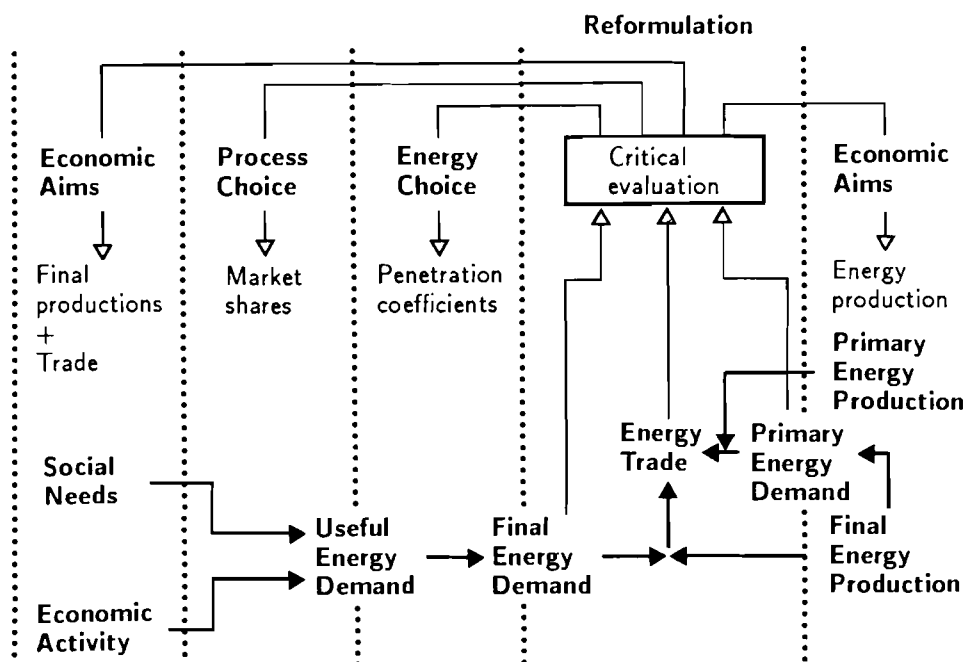 Reformulation
Economic
Aims
Process
Choice
Energy
Choice
Critical
evaluation
Economic
Aims
Final
productions
+
Trade
Market
shares
Penetration
coefficients
Energy
production
Primary
Energy
Production
Energy
Trade
Primary
Energy
Demand
Social
Needs
Useful
Energy
Demand
Final
Energy
Demand
Final
Energy
Production
Economic
Activity